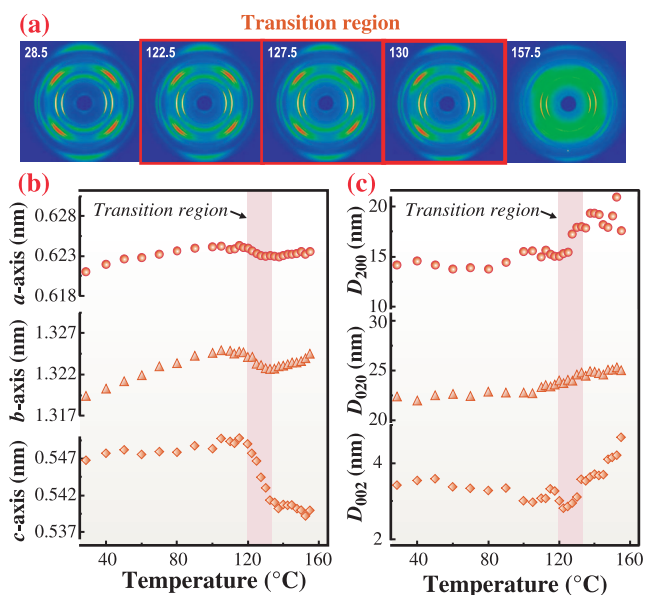 Transition region
(a)
28.5
122.5
127.5
130
157.5
(b)
Transition region
a-axis (nm)
0.628
0.623
0.618
b-axis (nm)
1.327
1.322
1.317
c-axis (nm)
0.547
0.540
0.537
40
80
120
160
Temperature (°C)
(c)
Transition region
D200 (nm)
20
15
10
D020 (nm)
30
25
20
22
D002 (nm)
4
2
40
80
120
160
Temperature (°C)